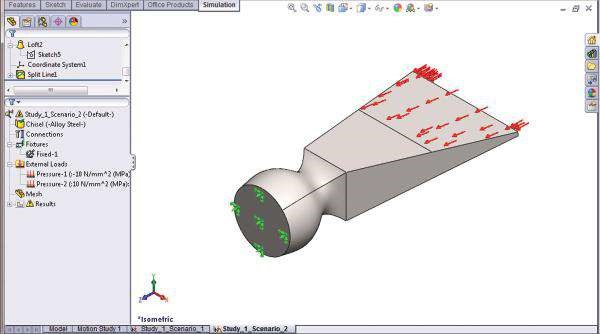 Features Sketch Evaluate DimXpert Office Products Simulation
Loft2
Sketch5
Coordinate System1
Split Line1
Study_1_Scenario_2 (-Default-)
Chisel (-Alloy Steel-)
Connections
Fixtures
Fixed-1
External Loads
Pressure-1 (:-10 N/mm^2 (MPa)
Pressure-2 (:10 N/mm^2 (MPa):
Mesh
Results
*Isometric
Model Motion Study 1 Study_1_Scenario_1 Study_1_Scenario_2